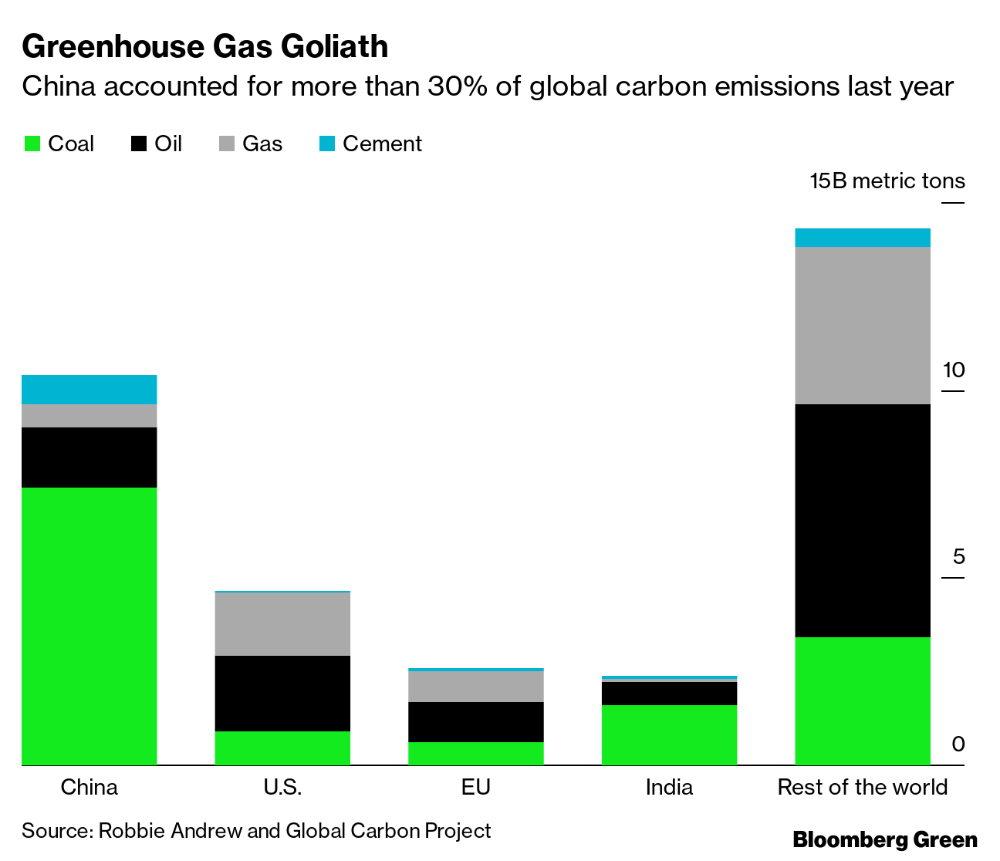 Greenhouse Gas Goliath
China accounted for more than 30% of global carbon emissions last year
Coal Oil Gas Cement
15B metric tons
10
5
0
China U.S. EU India Rest of the world
Source: Robbie Andrew and Global Carbon Project
Bloomberg Green